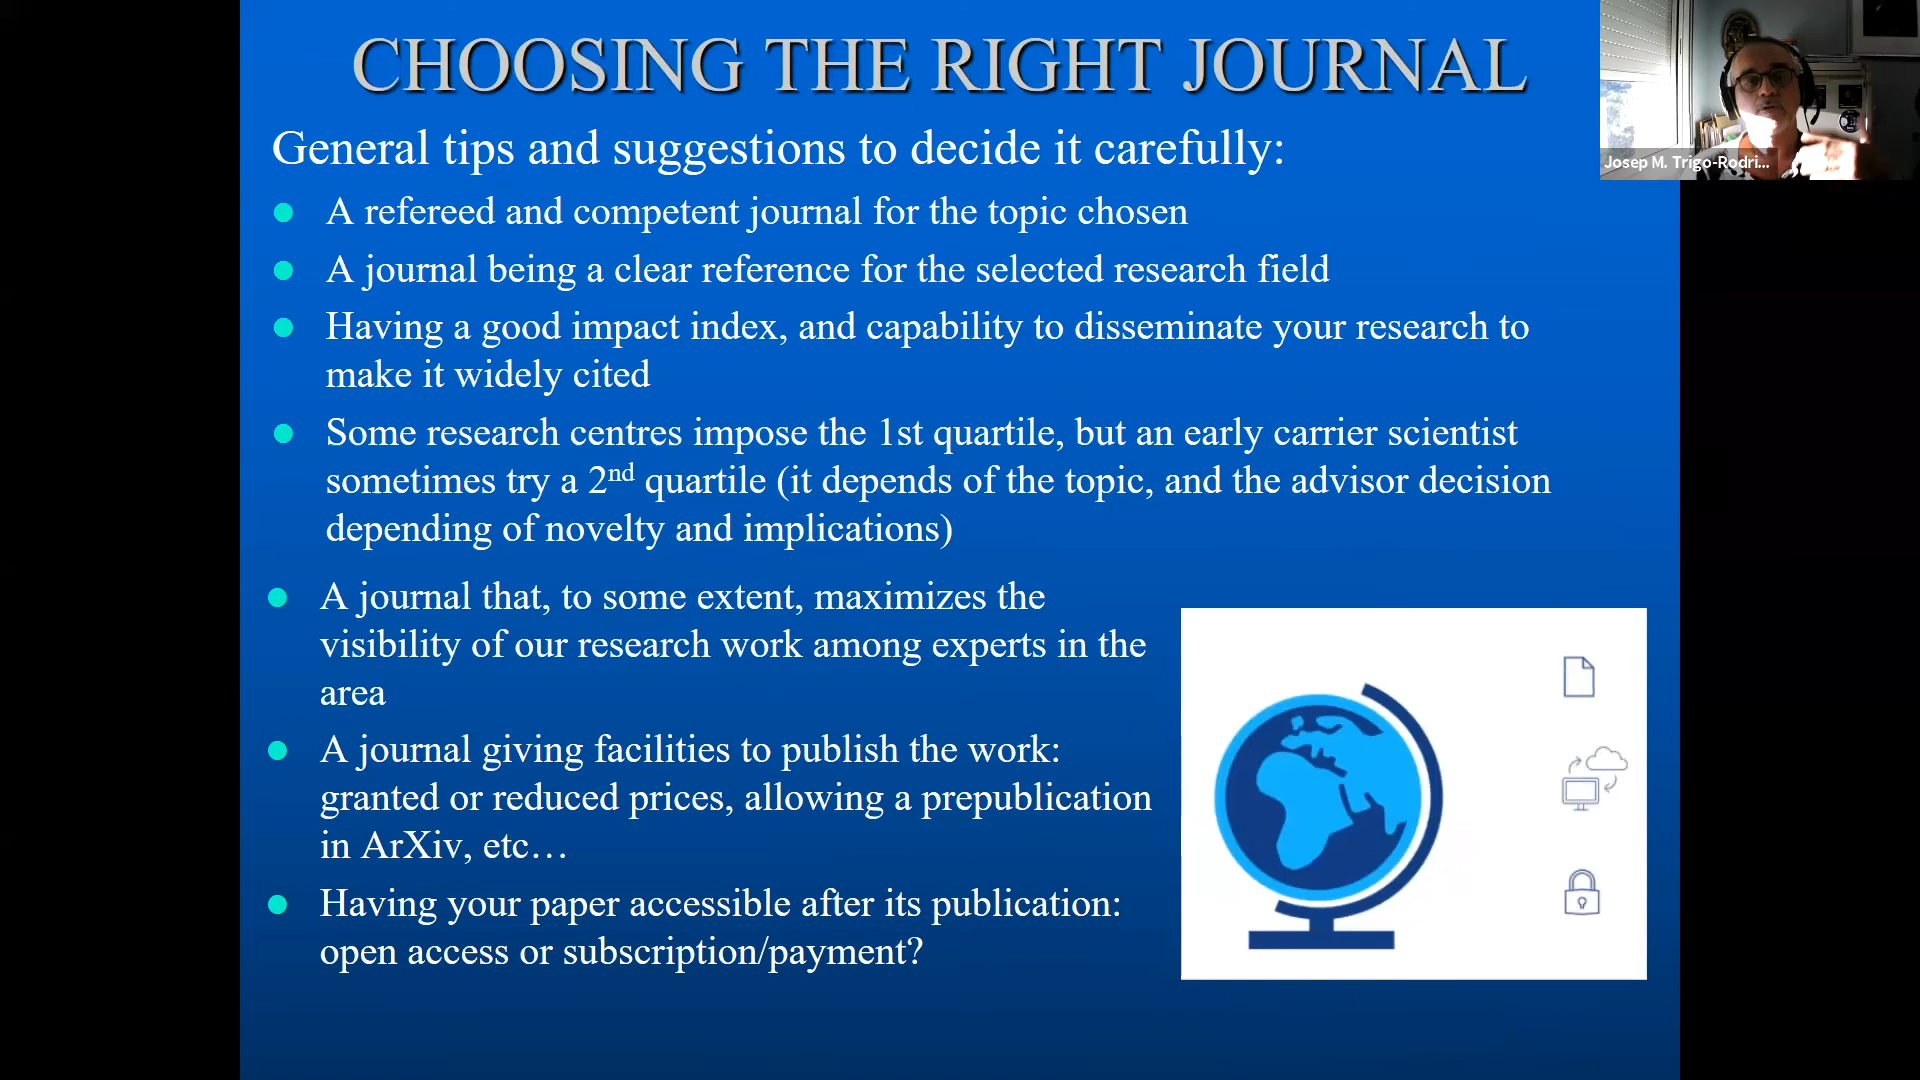 CHOOSING THE RIGHT JOURNAL
Josep M. Trigo-Rodri...
General tips and suggestions to decide it carefully:
A refereed and competent journal for the topic chosen
A journal being a clear reference for the selected research field
Having a good impact index, and capability to disseminate your research to
make it widely cited
Some research centres impose the 1st quartile, but an early carrier scientist
sometimes try a 2nd quartile (it depends of the topic, and the advisor decision
depending of novelty and implications)
A journal that, to some extent, maximizes the
visibility of our research work among experts in the
area
A journal giving facilities to publish the work:
granted or reduced prices, allowing a prepublication
in ArXiv, etc…
Having your paper accessible after its publication:
open access or subscription/payment?